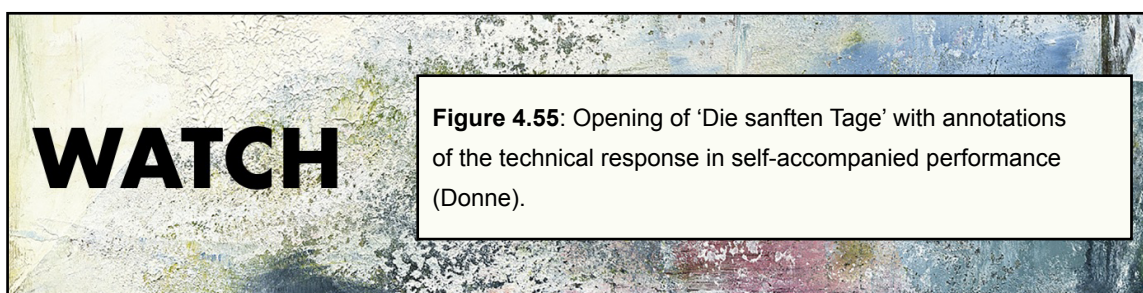 WATCH
Figure 4.55: Opening of ‘Die sanften Tage’ with annotations
of the technical response in self-accompanied performance
(Donne).